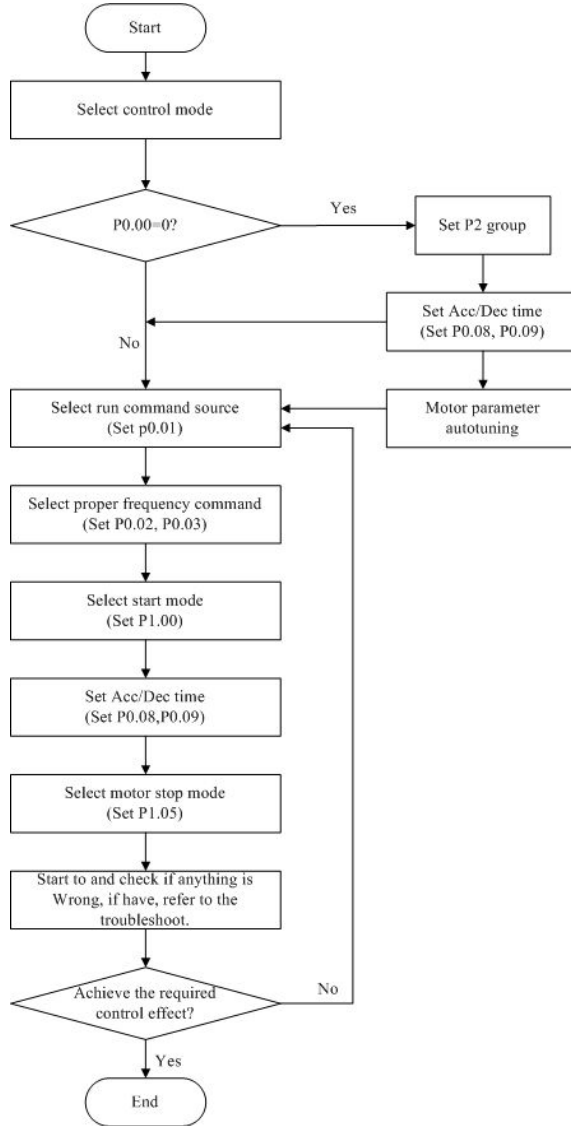 Start
Select control mode
P0.00=0?
Yes
Set P2 group
Set Acc/Dec time
(Set P0.08, P0.09)
No
Select run command source
(Set p0.01)
Motor parameter
autotuning
Select proper frequency command
(Set P0.02, P0.03)
Select start mode
(Set P1.00)
Set Acc/Dec time
(Set P0.08,P0.09)
Select motor stop mode
(Set P1.05)
Start to and check if anything is
Wrong, if have, refer to the
troubleshoot.
Achieve the required
control effect?
No
Yes
End